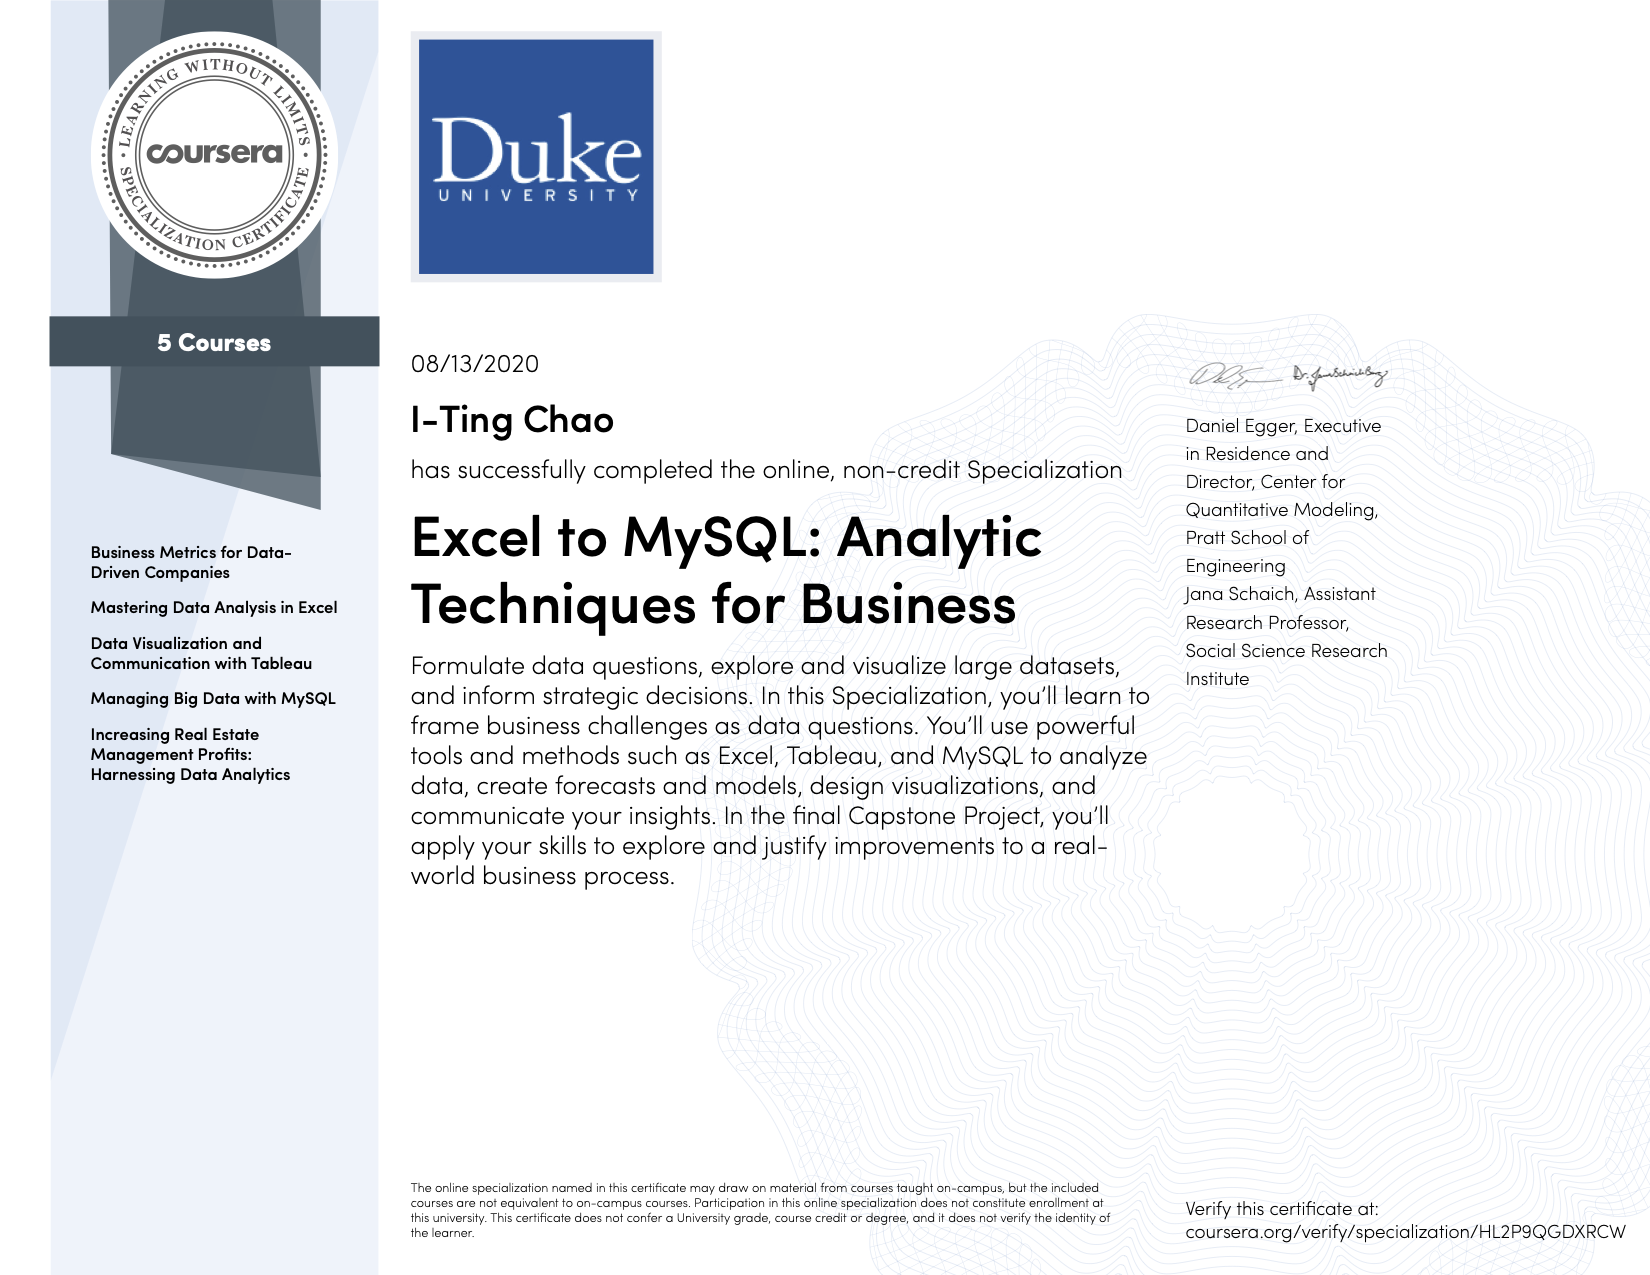 LEARNING WITHOUT LIMITS
coursera
SPECIALIZATION CERTIFICATE
5 Courses
Business Metrics for Data-
Driven Companies
Mastering Data Analysis in Excel
Data Visualization and
Communication with Tableau
Managing Big Data with MySQL
Increasing Real Estate
Management Profits:
Harnessing Data Analytics
Duke
UNIVERSITY
08/13/2020
I-Ting Chao
has successfully completed the online, non-credit Specialization
Excel to MySQL: Analytic
Techniques for Business
Formulate data questions, explore and visualize large datasets,
and inform strategic decisions. In this Specialization, you’ll learn to
frame business challenges as data questions. You’ll use powerful
tools and methods such as Excel, Tableau, and MySQL to analyze
data, create forecasts and models, design visualizations, and
communicate your insights. In the final Capstone Project, you’ll
apply your skills to explore and justify improvements to a real-
world business process.
Daniel Egger, Executive
in Residence and
Director, Center for
Quantitative Modeling,
Pratt School of
Engineering
Jana Schaich, Assistant
Research Professor,
Social Science Research
Institute
The online specialization named in this certificate may draw on material from courses taught on-campus, but the included
courses are not equivalent to on-campus courses. Participation in this online specialization does not constitute enrollment at
this university. This certificate does not confer a University grade, course credit or degree, and it does not verify the identity of
the learner.
Verify this certificate at:
coursera.org/verify/specialization/HL2P9QGDXRCW